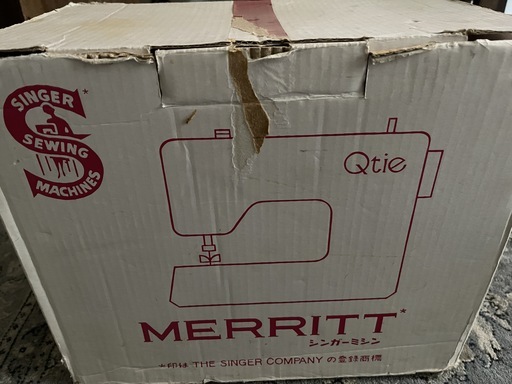 SINGER*
SEWING
MACHINES
Qtie
MERRITT*
シンガーミシン
*印は THE SINGER COMPANY の登録商標